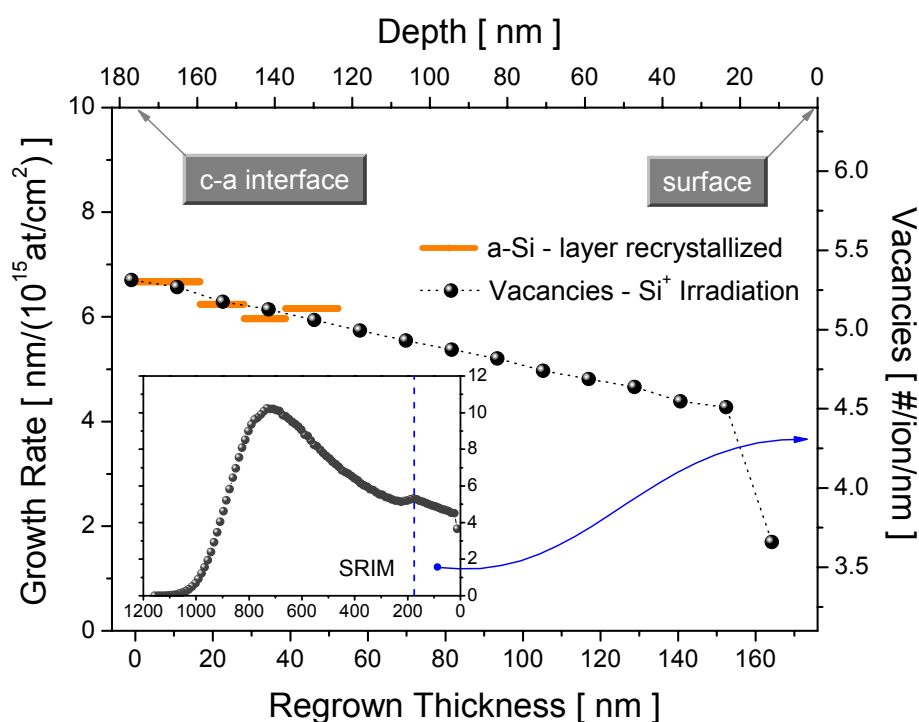 Depth [ nm ]
180 160 140 120 100 80 60 40 20 0
c-a interface
surface
a-Si - layer recrystallized
Vacancies - Si⁺ Irradiation
Growth Rate [ nm/(10¹⁵at/cm²) ]
10
8
6
4
2
0
Vacancies [ #/ion/nm ]
6.0
5.5
5.0
4.5
4.0
3.5
12
10
8
6
4
2
0
SRIM
1200 1000 800 600 400 200 0
0 20 40 60 80 100 120 140 160
Regrown Thickness [ nm ]